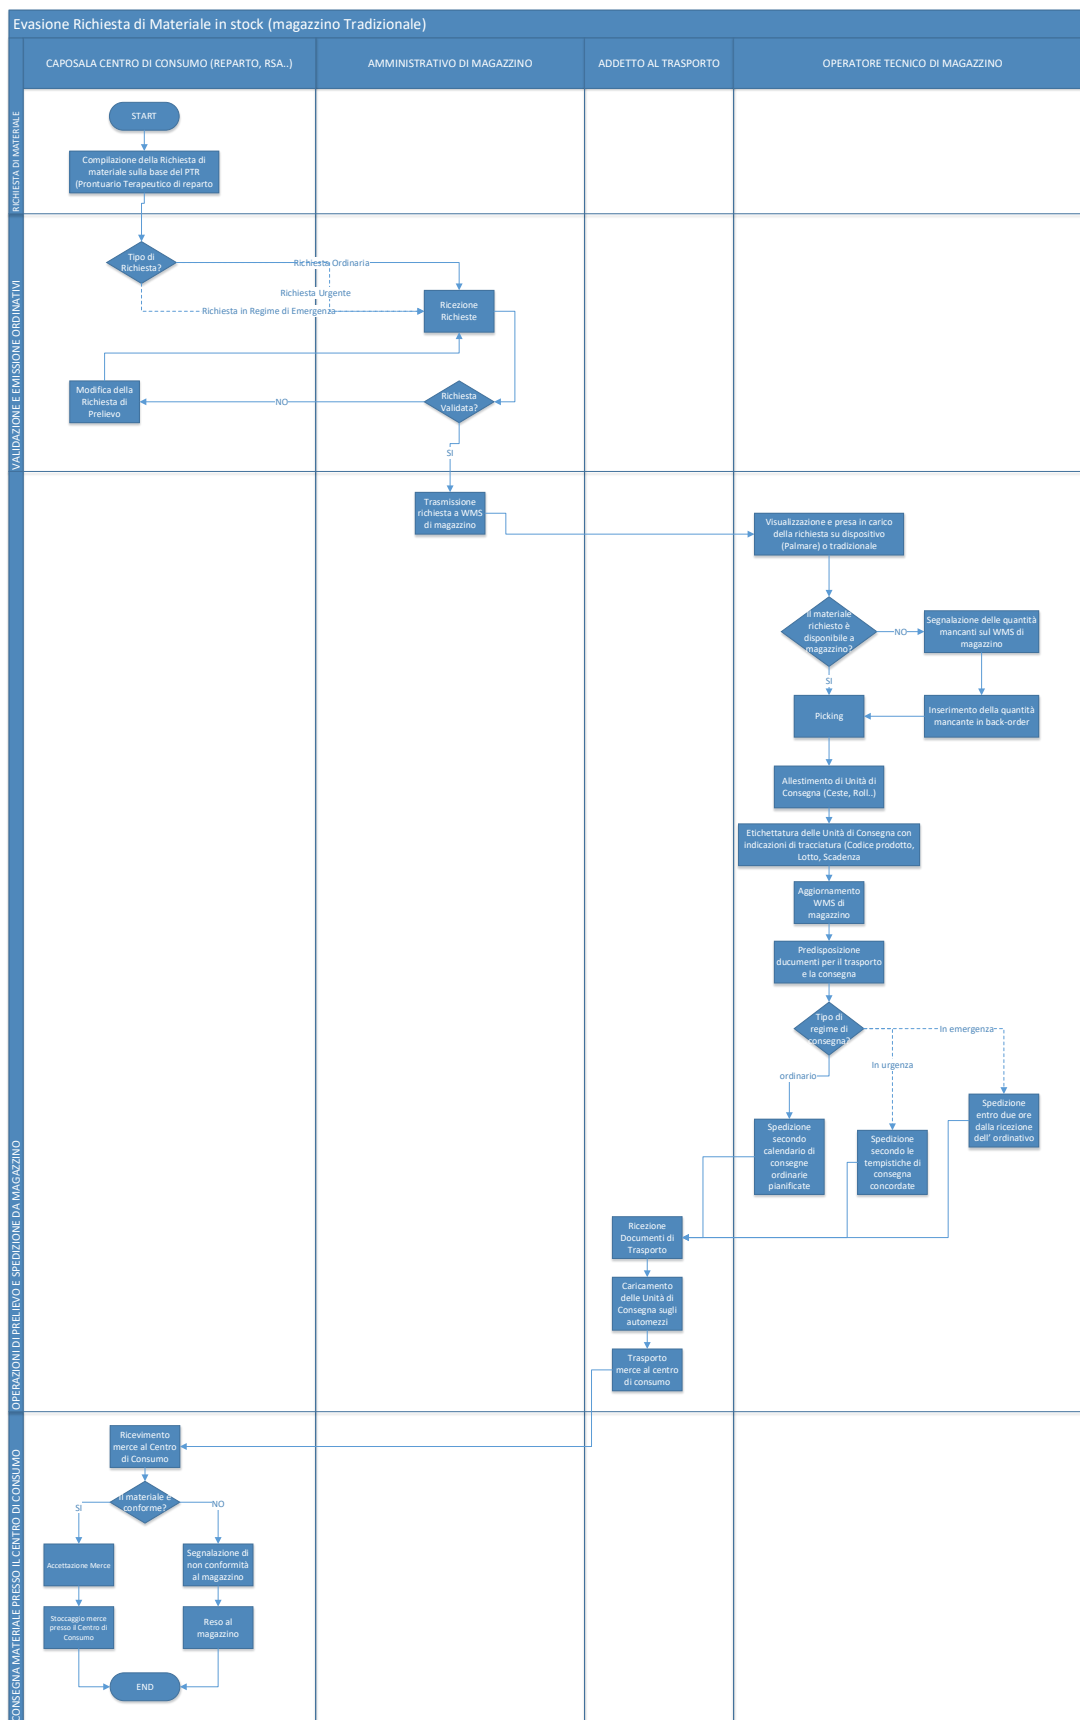 Evasione Richiesta di Materiale in stock (magazzino Tradizionale)
CAPOSALA CENTRO DI CONSUMO (REPARTO, RSA..)
AMMINISTRATIVO DI MAGAZZINO
ADDETTO AL TRASPORTO
OPERATORE TECNICO DI MAGAZZINO
RICHIESTA DI MATERIALE
START
Compilazione della Richiesta di
materiale sulla base del PTR
(Prontuario Terapeutico di reparto
VALIDAZIONE E EMISSIONE ORDINATIVI
Tipo di
Richiesta?
Richiesta Ordinaria
Richiesta Urgente
Richiesta in Regime di Emergenza
Ricezione
Richieste
Modifica della
Richiesta di
Prelievo
NO
Richiesta
Validata?
SI
OPERAZIONI DI PRELIEVO E SPEDIZIONE DA MAGAZZINO
Trasmissione
richiesta a WMS
di magazzino
Visualizzazione e presa in carico
della richiesta su dispositivo
(Palmare) o tradizionale
Il materiale
richiesto è
disponibile a
magazzino?
NO
Segnalazione delle quantità
mancanti sul WMS di
magazzino
SI
Picking
Inserimento della quantità
mancante in back-order
Allestimento di Unità di
Consegna (Ceste, Roll..)
Etichettatura delle Unità di Consegna con
indicazioni di tracciatura (Codice prodotto,
Lotto, Scadenza
Aggiornamento
WMS di
magazzino
Predisposizione
ducumenti per il trasporto
e la consegna
Tipo di
regime di
consegna?
In emergenza
In urgenza
ordinario
Spedizione
entro due ore
dalla ricezione
dell' ordinativo
Spedizione
secondo
calendario di
consegne
ordinarie
pianificate
Spedizione
secondo le
tempistiche di
consegna
concordate
Ricezione
Documenti di
Trasporto
Caricamento
delle Unità di
Consegna sugli
automezzi
Trasporto
merce al centro
di consumo
CONSEGNA MATERIALE PRESSO IL CENTRO DI CONSUMO
Ricevimento
merce al Centro
di Consumo
Il materiale è
conforme?
SI
NO
Accettazione Merce
Segnalazione di
non conformità
al magazzino
Stoccaggio merce
presso il Centro di
Consumo
Reso al
magazzino
END